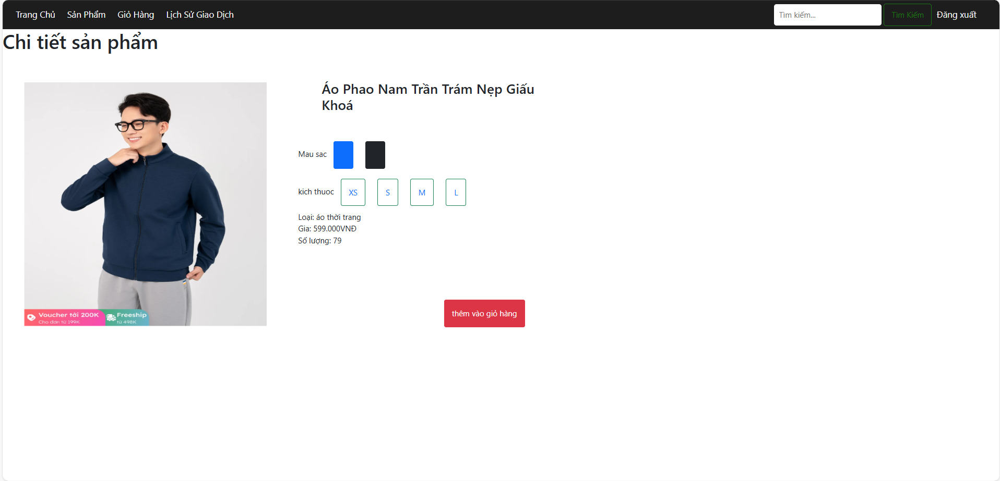 Trang Chủ Sản Phẩm Giỏ Hàng Lịch Sử Giao Dịch Tìm kiếm... Tìm Kiếm Đăng xuất
Chi tiết sản phẩm
Áo Phao Nam Trần Trám Nẹp Giấu
Khoá
Mau sac
kich thuoc XS S M L
Loại: áo thời trang
Gia: 599.000VNĐ
Số lượng: 79
thêm vào giỏ hàng
Voucher tới 200K Freeship
Cho đơn từ 199K từ 498K